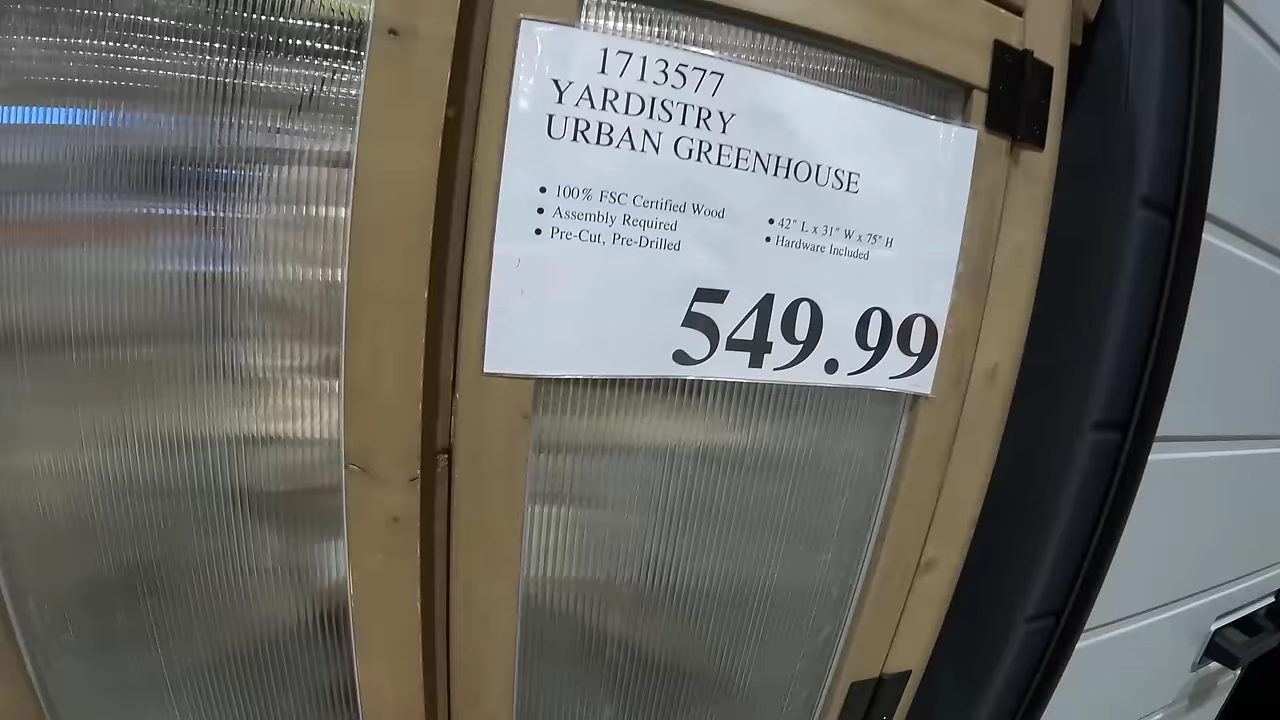 1713577
YARDISTRY
URBAN GREENHOUSE
• 100% FSC Certified Wood
• Assembly Required
• Pre-Cut, Pre-Drilled
• 42" L x 31" W x 75" H
• Hardware Included
549.99